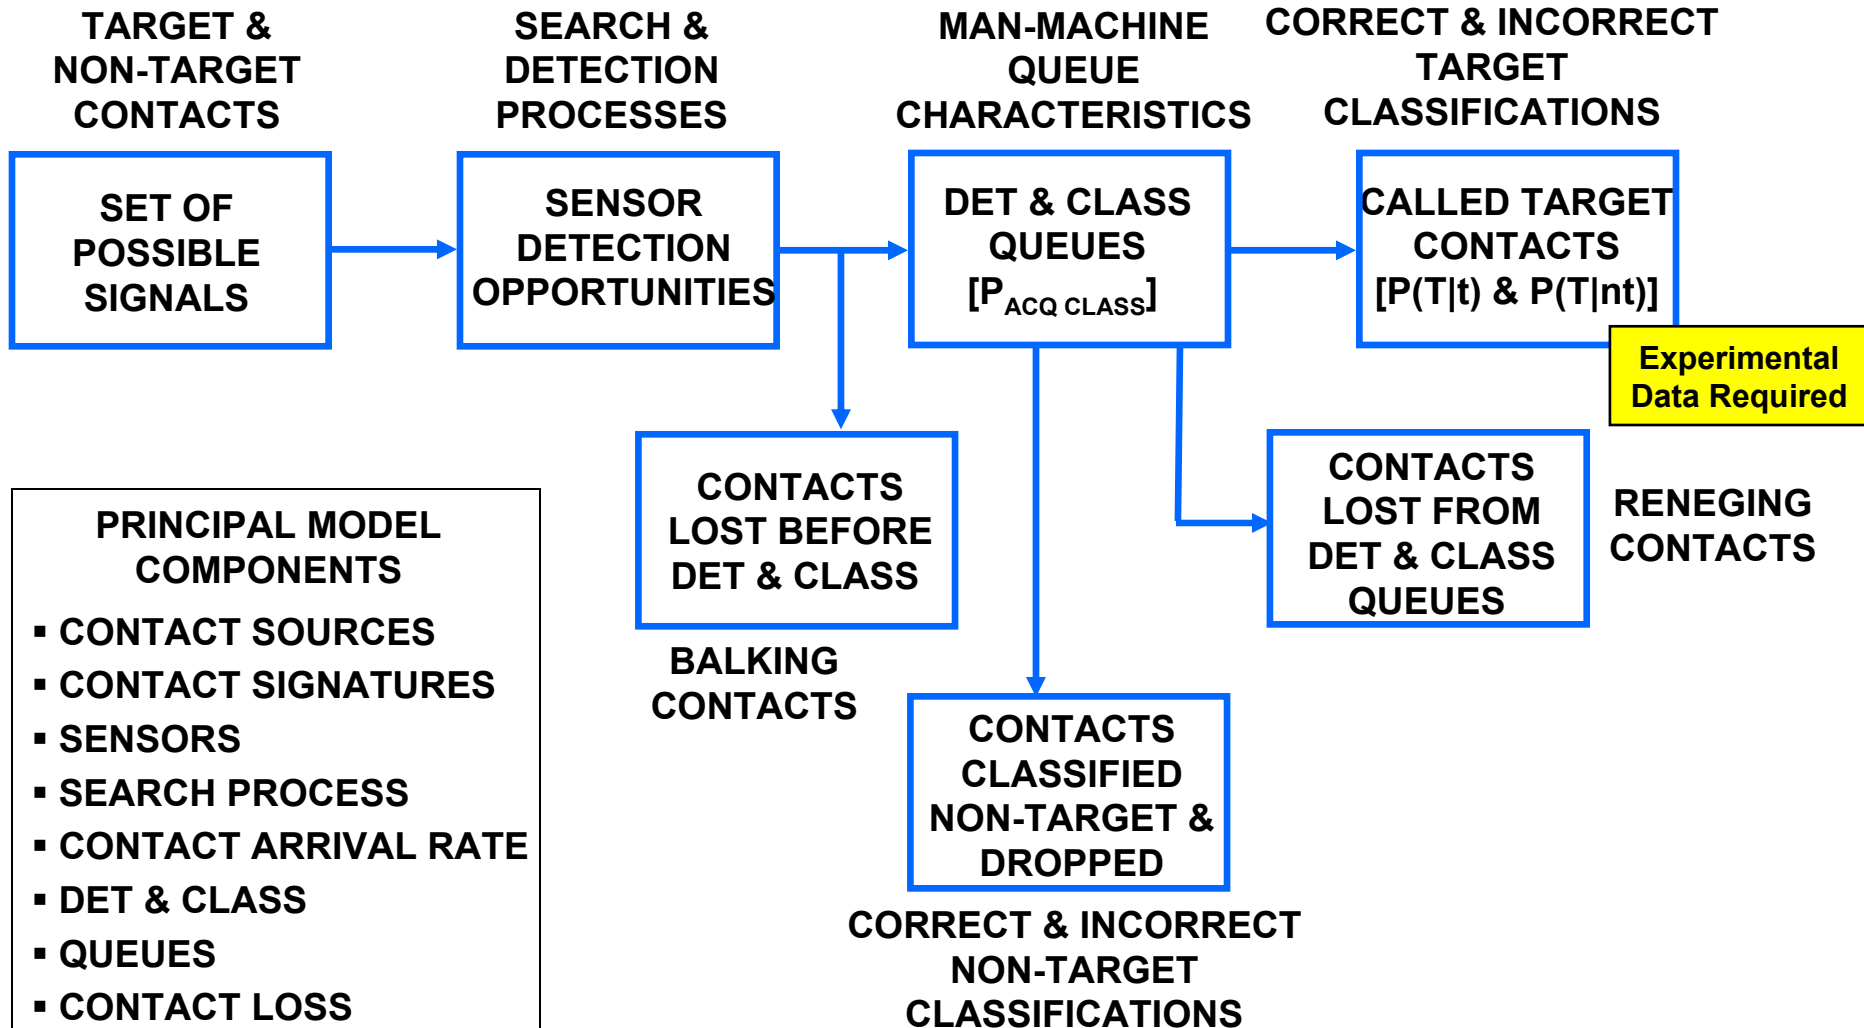 TARGET &
NON-TARGET
CONTACTS
SEARCH &
DETECTION
PROCESSES
MAN-MACHINE
QUEUE
CHARACTERISTICS
CORRECT & INCORRECT
TARGET
CLASSIFICATIONS
SET OF
POSSIBLE
SIGNALS
SENSOR
DETECTION
OPPORTUNITIES
DET & CLASS
QUEUES
[P_ACQ CLASS]
CALLED TARGET
CONTACTS
[P(T|t) & P(T|nt)]
Experimental
Data Required
CONTACTS
LOST BEFORE
DET & CLASS
BALKING
CONTACTS
CONTACTS
LOST FROM
DET & CLASS
QUEUES
RENEGING
CONTACTS
CONTACTS
CLASSIFIED
NON-TARGET &
DROPPED
CORRECT & INCORRECT
NON-TARGET
CLASSIFICATIONS
PRINCIPAL MODEL
COMPONENTS
▪ CONTACT SOURCES
▪ CONTACT SIGNATURES
▪ SENSORS
▪ SEARCH PROCESS
▪ CONTACT ARRIVAL RATE
▪ DET & CLASS
▪ QUEUES
▪ CONTACT LOSS